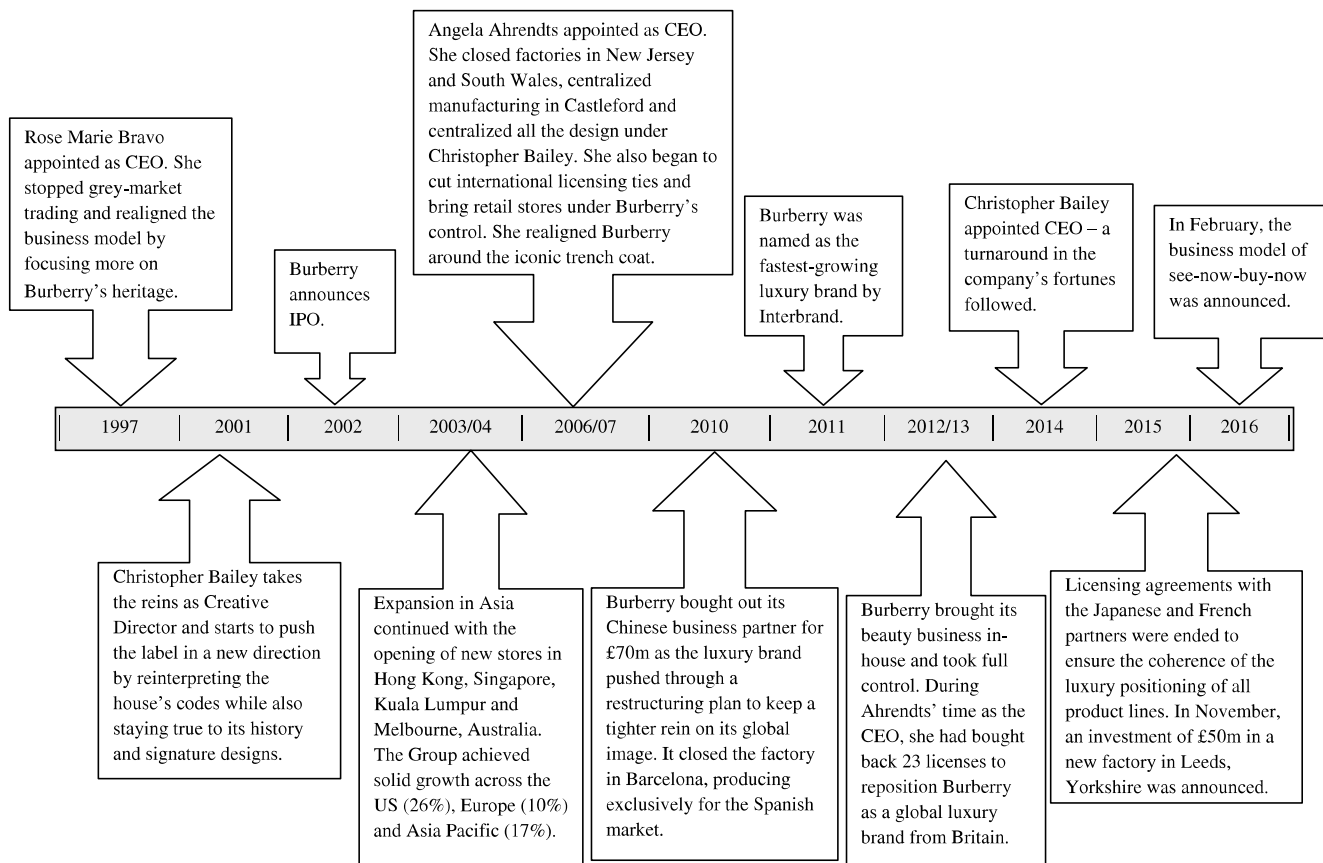 Angela Ahrendts appointed as CEO.
She closed factories in New Jersey
and South Wales, centralized
manufacturing in Castleford and
centralized all the design under
Christopher Bailey. She also began to
cut international licensing ties and
bring retail stores under Burberry's
control. She realigned Burberry
around the iconic trench coat.
Rose Marie Bravo
appointed as CEO. She
stopped grey-market
trading and realigned the
business model by
focusing more on
Burberry's heritage.
Burberry
announces
IPO.
Burberry was
named as the
fastest-growing
luxury brand by
Interbrand.
Christopher Bailey
appointed CEO – a
turnaround in the
company's fortunes
followed.
In February, the
business model of
see-now-buy-now
was announced.
1997 2001 2002 2003/04 2006/07 2010 2011 2012/13 2014 2015 2016
Christopher Bailey takes
the reins as Creative
Director and starts to push
the label in a new direction
by reinterpreting the
house's codes while also
staying true to its history
and signature designs.
Expansion in Asia
continued with the
opening of new stores in
Hong Kong, Singapore,
Kuala Lumpur and
Melbourne, Australia.
The Group achieved
solid growth across the
US (26%), Europe (10%)
and Asia Pacific (17%).
Burberry bought out its
Chinese business partner for
£70m as the luxury brand
pushed through a
restructuring plan to keep a
tighter rein on its global
image. It closed the factory
in Barcelona, producing
exclusively for the Spanish
market.
Burberry brought its
beauty business in-
house and took full
control. During
Ahrendts' time as the
CEO, she had bought
back 23 licenses to
reposition Burberry
as a global luxury
brand from Britain.
Licensing agreements with
the Japanese and French
partners were ended to
ensure the coherence of the
luxury positioning of all
product lines. In November,
an investment of £50m in a
new factory in Leeds,
Yorkshire was announced.